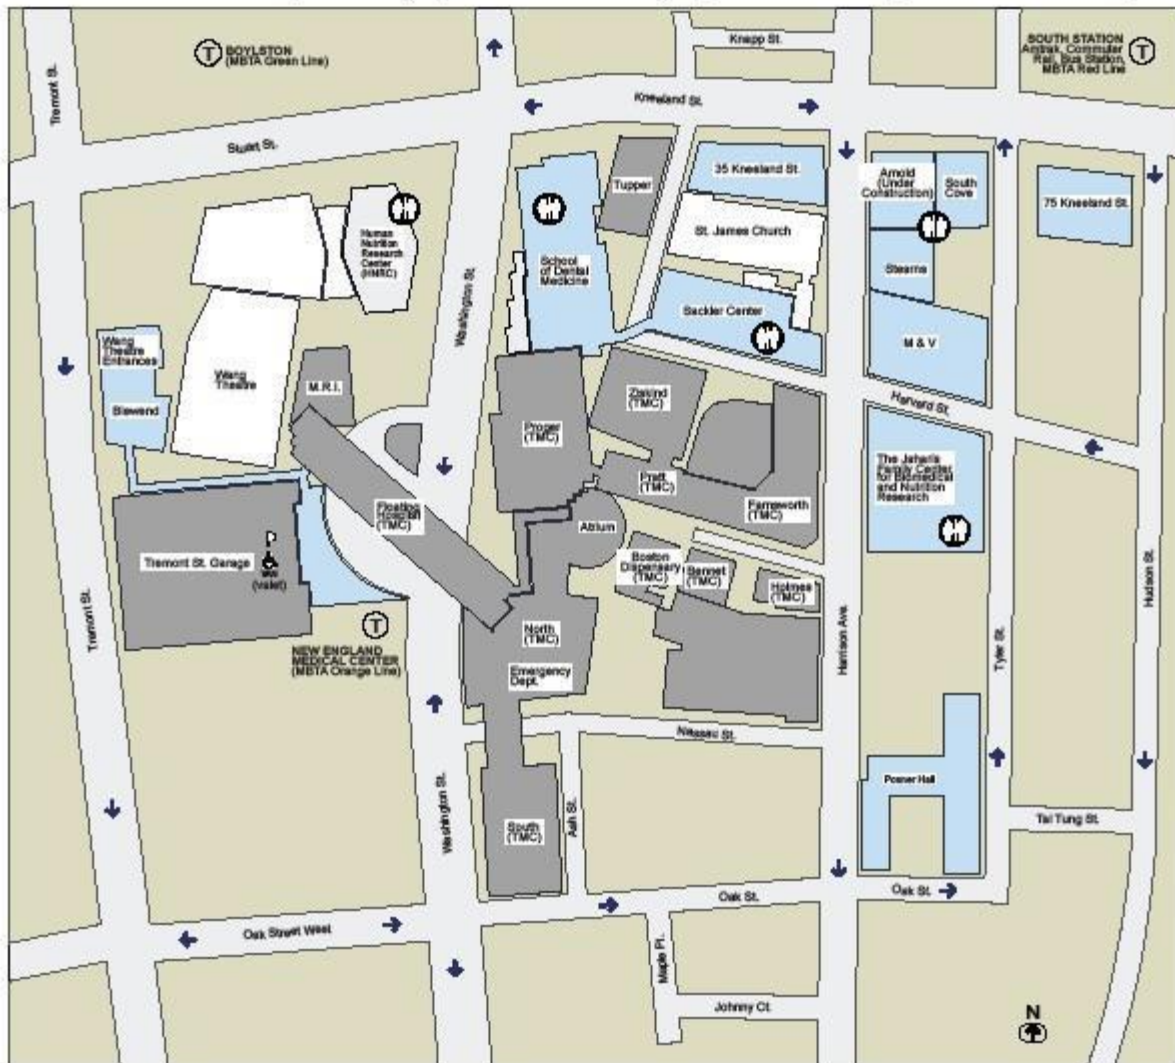 Knapp St.
BOYLSTON
(MBTA Green Line)
SOUTH STATION
Amtrak, Commuter
Rail, Bus Station,
MBTA Red Line
T
T
Tremont St.
Kneeland St.
Stuart St.
35 Kneeland St.
Arnold
(Under
Construction)
South
Cove
75 Kneeland St.
Tupper
Human
Nutrition
Research
Center
(HNRC)
St. James Church
School
of Dental
Medicine
Stearns
Washington St.
Sackler Center
M & V
Wang
Theatre
Entrances
Wang
Theatre
M.R.I.
Biewend
Ziskind
(TMC)
Harvard St.
Proger
(TMC)
The Jaharis
Family Center
for Biomedical
and Nutrition
Research
Pratt
(TMC)
Farnsworth
(TMC)
Floating
Hospital
(TMC)
Atrium
P
Tremont St. Garage
(valet)
Boston
Dispensary
(TMC)
Bennet
(TMC)
Holmes
(TMC)
Hudson St.
Tremont St.
Harrison Ave.
Tyler St.
T
NEW ENGLAND
MEDICAL CENTER
(MBTA Orange Line)
North
(TMC)
Emergency
Dept.
Nassau St.
Posner Hall
Washington St.
South
(TMC)
Ash St.
Tai Tung St.
Oak St.
Oak St.
Oak Street West
Maple Pl.
Johnny Ct.
N